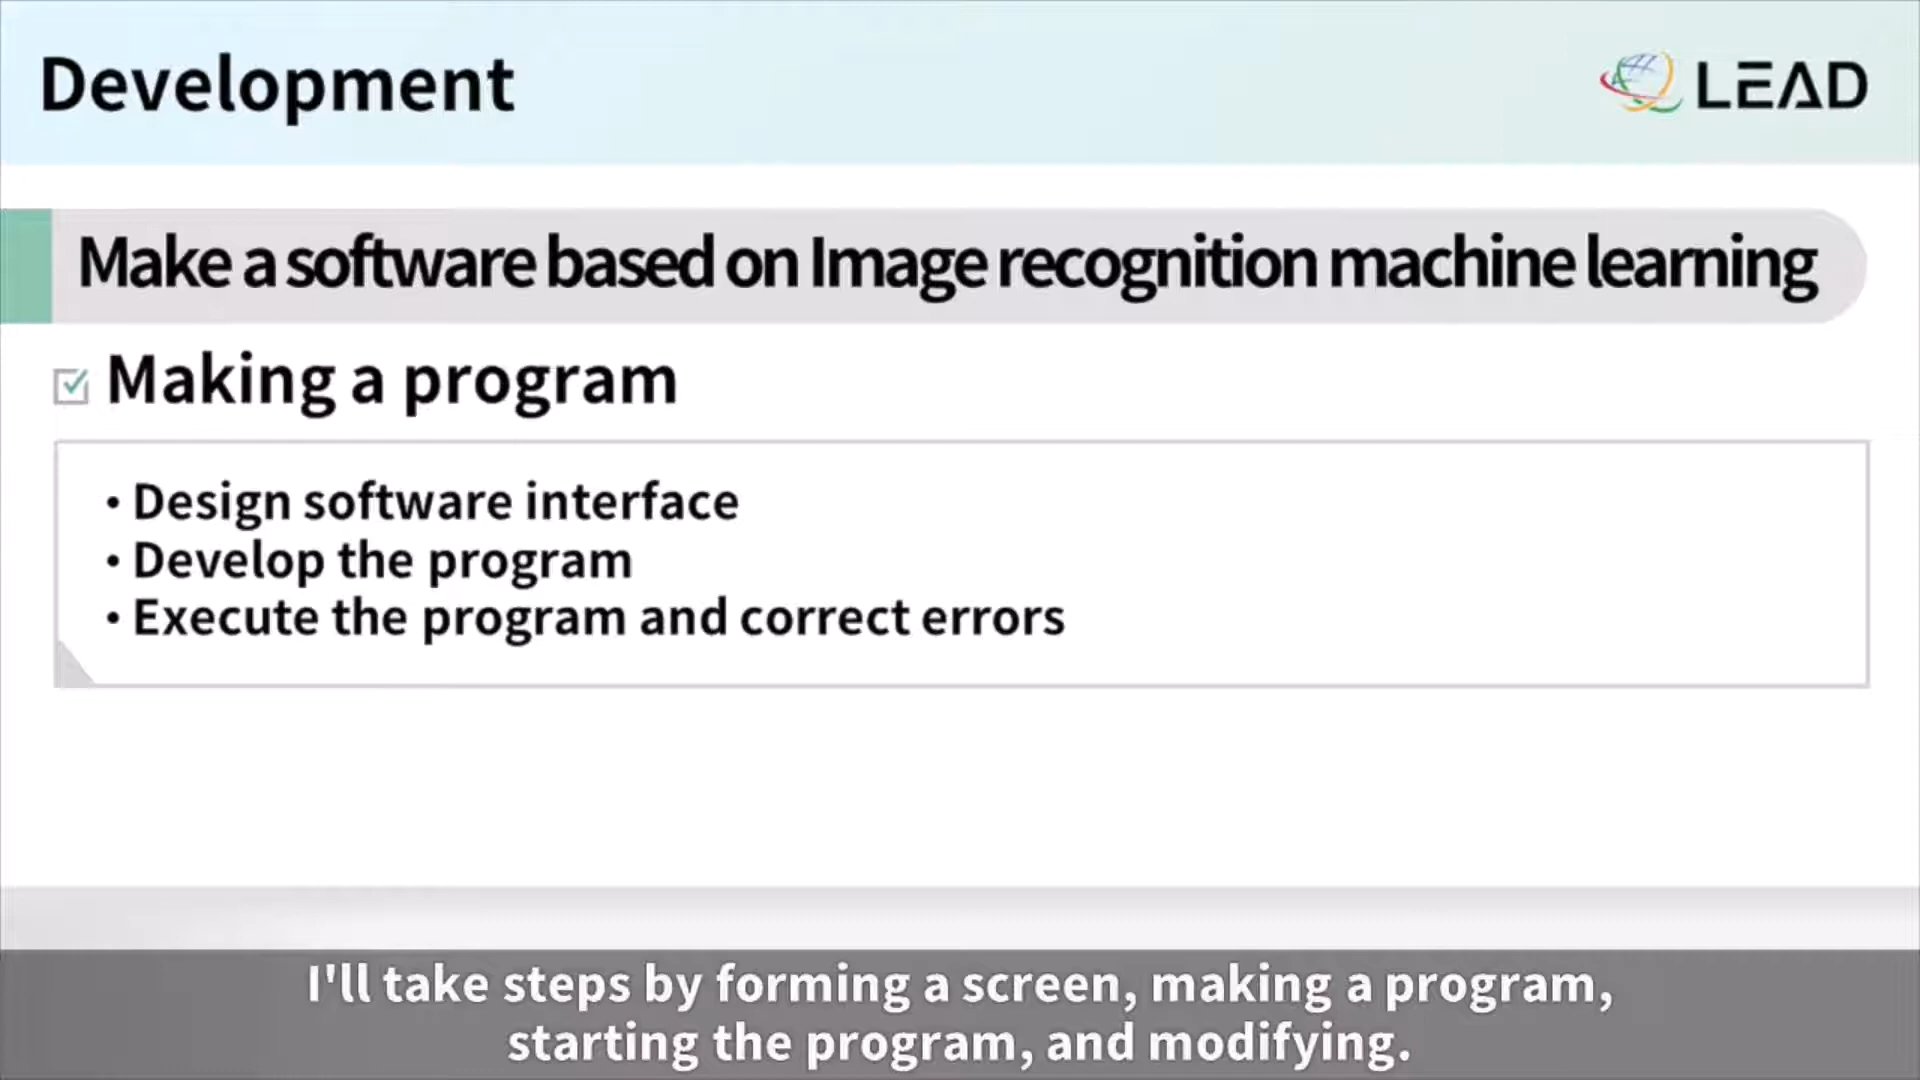 Development
LEAD
Make a software based on Image recognition machine learning
Making a program
• Design software interface
• Develop the program
• Execute the program and correct errors
I'll take steps by forming a screen, making a program,
starting the program, and modifying.